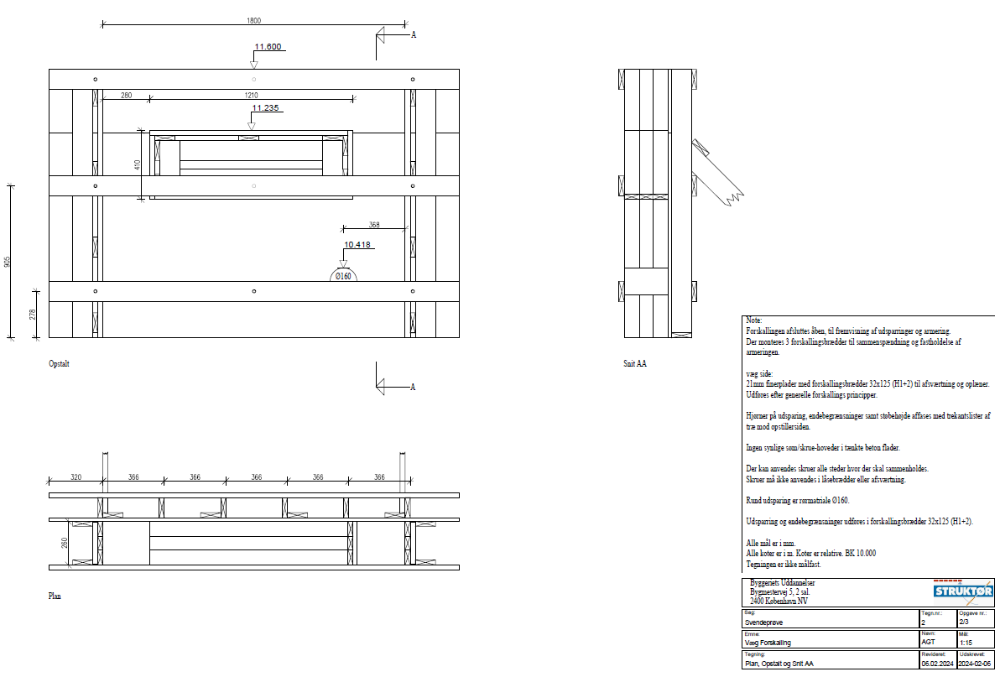 1800
A
11.600
280
1210
11.235
410
368
10.418
Ø160
905
278
Opstalt
Snit AA
A
320
366
366
366
366
366
260
Plan
Note:
Forskallingen afsluttes åben, til fremvisning af udsparringer og armering.
Der monteres 3 forskallingsbrædder til sammenspændning og fastholdelse af
armeringen.
væg side:
21mm finerplader med forskallingsbrædder 32x125 (H1+2) til afsværtning og oplæner.
Udføres efter generelle forskallings principper.
Hjørner på udsparing, endebegrænsninger samt støbehøjde affases med trekantslister af
træ mod opstillersiden.
Ingen synlige søm/skrue-hoveder i tænkte beton flader.
Der kan anvendes skruer alle steder hvor der skal sammenholdes.
Skruer må ikke anvendes i låsebrædder eller afsværtning.
Rund udsparing er rørmatriale Ø160.
Udsparring og endebegrænsninger udføres i forskallingsbrædder 32x125 (H1+2).
Alle mål er i mm.
Alle koter er i m. Koter er relative. BK 10.000
Tegningen er ikke målfast.
Byggeriets Uddannelser
Bygmestervej 5, 2 sal.
2400 København NV
STRUKTØR
Sag: Tegn.nr.: Opgave nr.:
Svendeprøve 2 2/3
Emne: Navn: Mål:
Væg Forskalling AGT 1:15
Tegning: Revideret: Udskrevet:
Plan, Opstalt og Snit AA 06.02.2024 2024-02-06